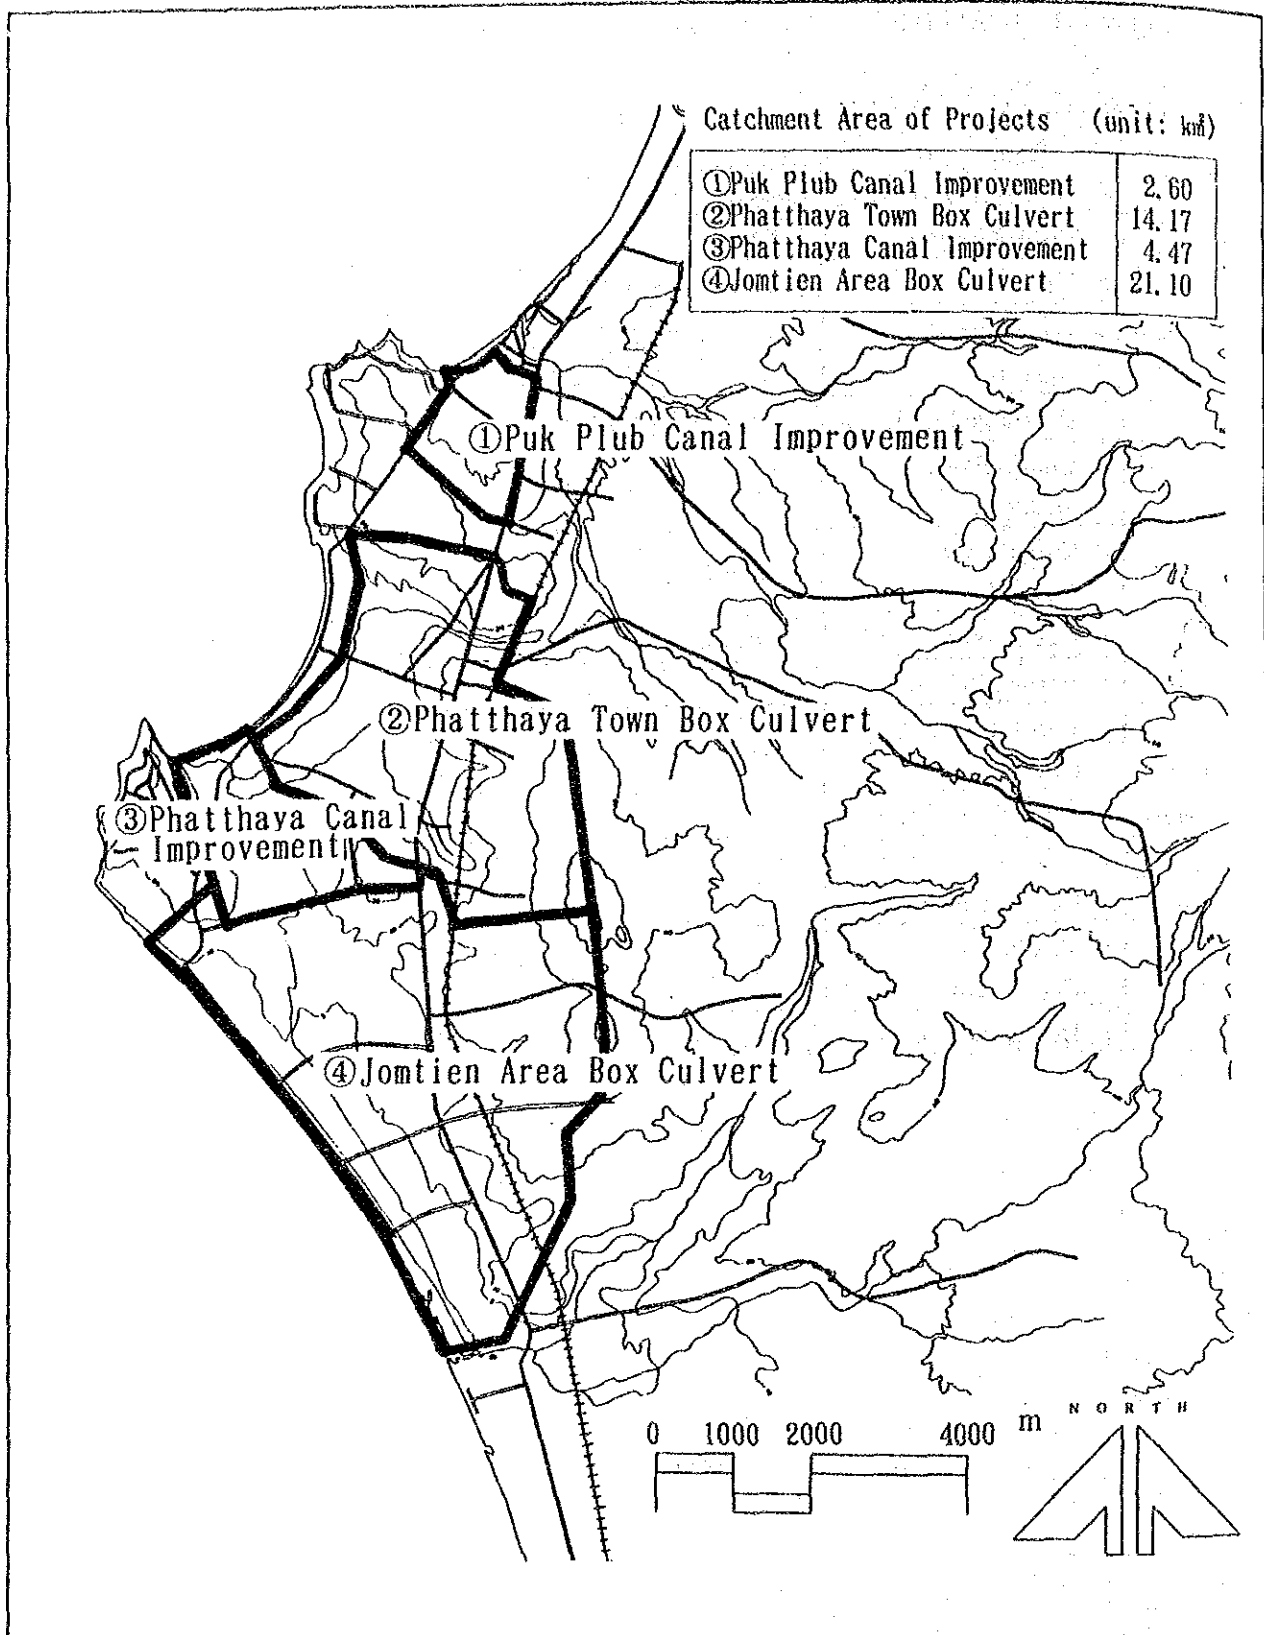 Catchment Area of Projects (unit: ㎢)
①Puk Plub Canal Improvement 2.60
②Phatthaya Town Box Culvert 14.17
③Phatthaya Canal Improvement 4.47
④Jomtien Area Box Culvert 21.10
①Puk Plub Canal Improvement
②Phatthaya Town Box Culvert
③Phatthaya Canal
Improvement
④Jomtien Area Box Culvert
0 1000 2000 4000 m
NORTH